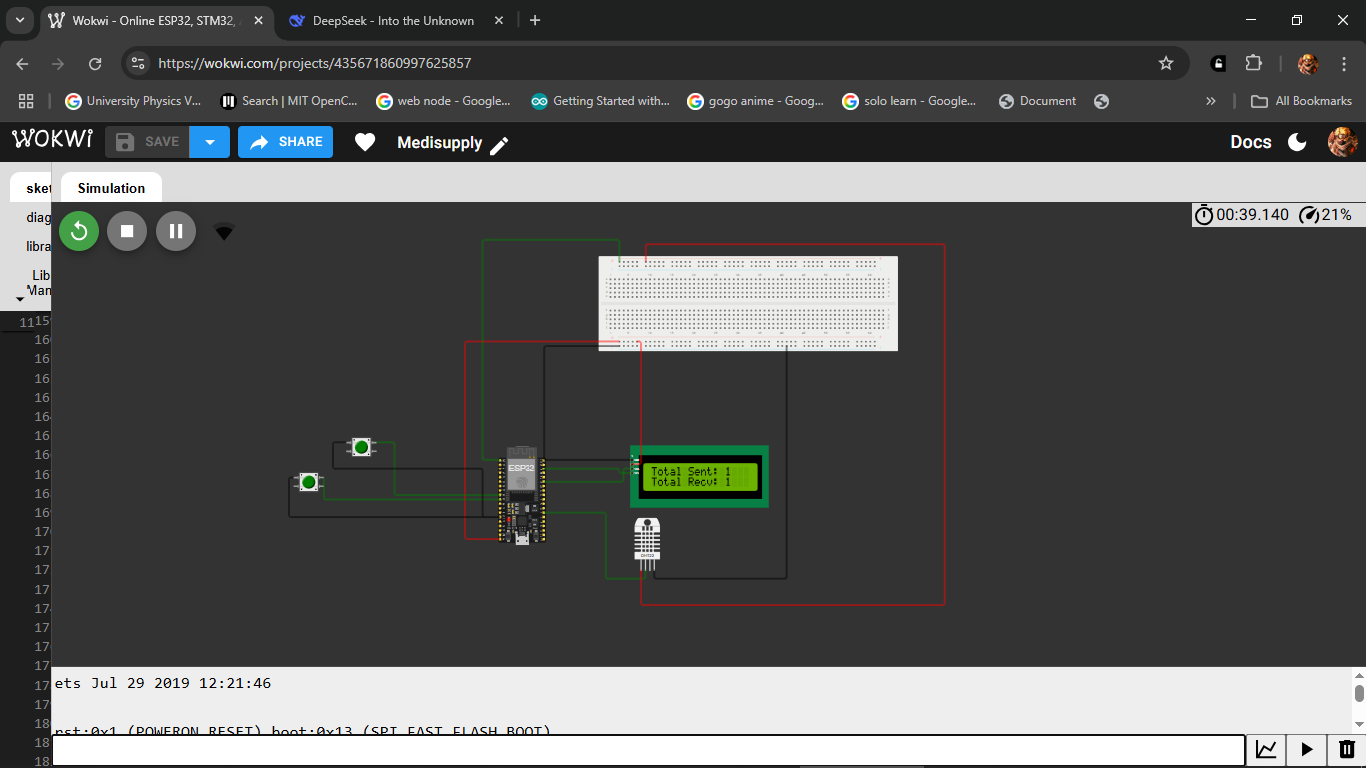 Wokwi - Online ESP32, STM32,
DeepSeek - Into the Unknown
https://wokwi.com/projects/435671860997625857
University Physics V...
Search | MIT OpenC...
web node - Google...
Getting Started with...
gogo anime - Goog...
solo learn - Google...
Document
All Bookmarks
WOKWI
SAVE
SHARE
Medisupply
Docs
sket
Simulation
diag
libra
Lib
Man
00:39.140
21%
ESP32
Total Sent: 1
Total Recv: 1
DHT22
ets Jul 29 2019 12:21:46
rst:0x1 (POWERON_RESET),boot:0x13 (SPI_FAST_FLASH_BOOT)